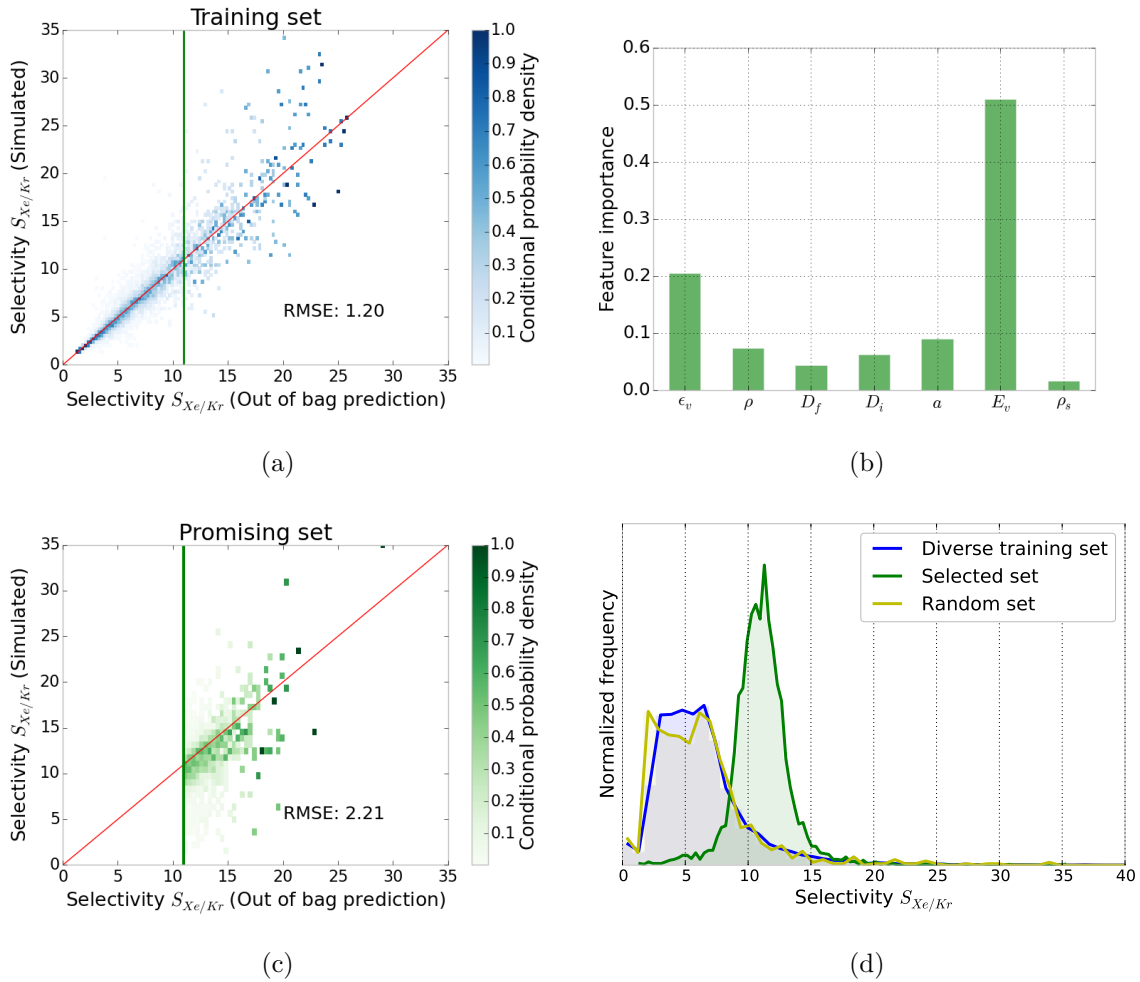 Training set
35
30
25
20
15
10
5
0
0 5 10 15 20 25 30 35
Selectivity S_{Xe/Kr} (Simulated)
Selectivity S_{Xe/Kr} (Out of bag prediction)
RMSE: 1.20
1.0
0.9
0.8
0.7
0.6
0.5
0.4
0.3
0.2
0.1
Conditional probability density
(a)
0.6
0.5
0.4
0.3
0.2
0.1
0.0
Feature importance
ϵ_v ρ D_f D_i a E_v ρ_s
(b)
Promising set
35
30
25
20
15
10
5
0
0 5 10 15 20 25 30 35
Selectivity S_{Xe/Kr} (Simulated)
Selectivity S_{Xe/Kr} (Out of bag prediction)
RMSE: 2.21
1.0
0.9
0.8
0.7
0.6
0.5
0.4
0.3
0.2
0.1
Conditional probability density
(c)
Diverse training set
Selected set
Random set
Normalized frequency
0 5 10 15 20 25 30 35 40
Selectivity S_{Xe/Kr}
(d)